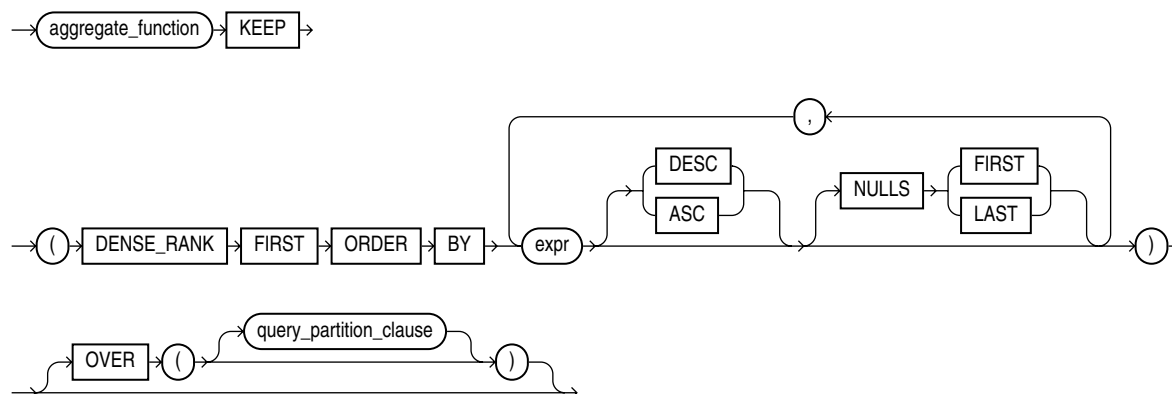 aggregate_function KEEP
,
DESC FIRST
NULLS
ASC LAST
( DENSE_RANK FIRST ORDER BY expr )
query_partition_clause
OVER ( )